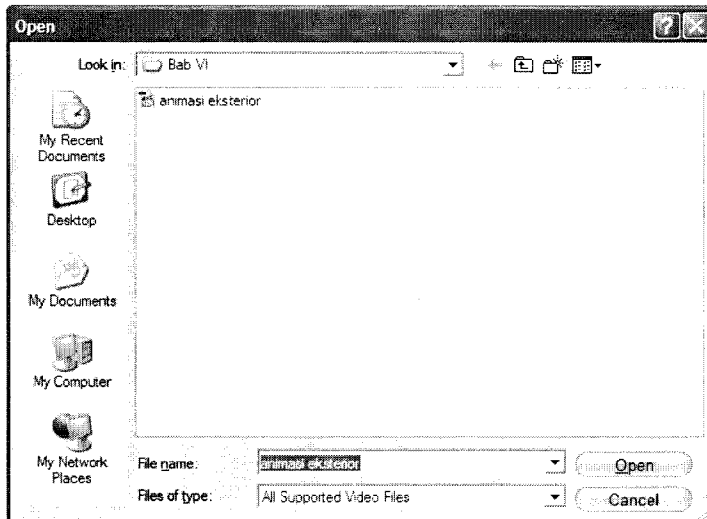 Open
Look in: Bab VI
animasi eksterior
My Recent
Documents
Desktop
My Documents
My Computer
My Network
Places
File name: animasi eksterior Open
Files of type: All Supported Video Files Cancel